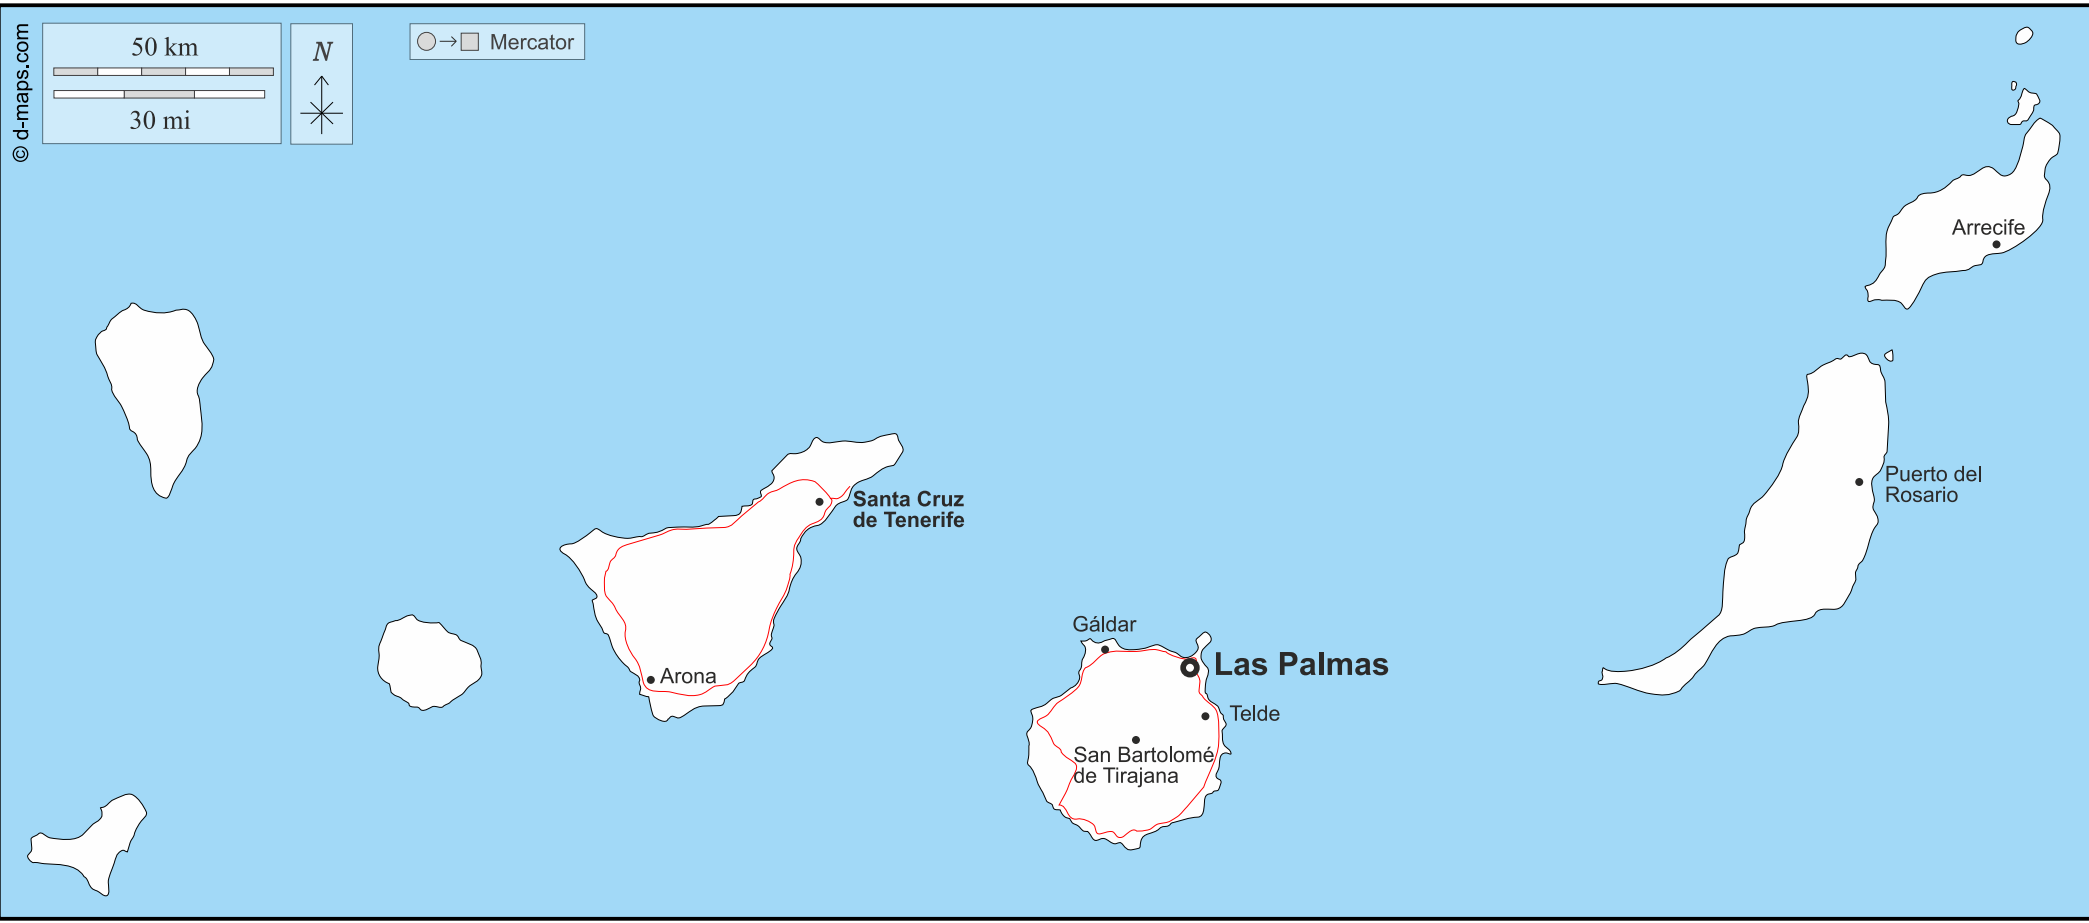 © d-maps.com
50 km
30 mi
N
Mercator
Arrecife
Puerto del
Rosario
Santa Cruz
de Tenerife
Arona
Gáldar
Las Palmas
Telde
San Bartolomé
de Tirajana